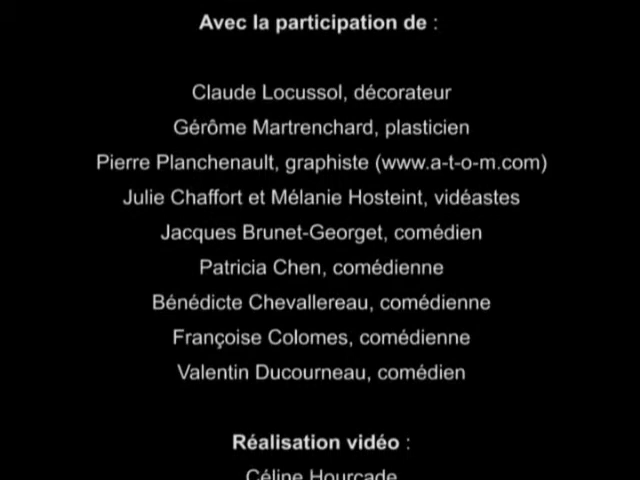 Avec la participation de :
Claude Locussol, décorateur
Gérôme Martrenchard, plasticien
Pierre Planchenault, graphiste (www.a-t-o-m.com)
Julie Chaffort et Mélanie Hosteint, vidéastes
Jacques Brunet-Georget, comédien
Patricia Chen, comédienne
Bénédicte Chevallereau, comédienne
Françoise Colomes, comédienne
Valentin Ducourneau, comédien
Réalisation vidéo :
Céline Hourcade